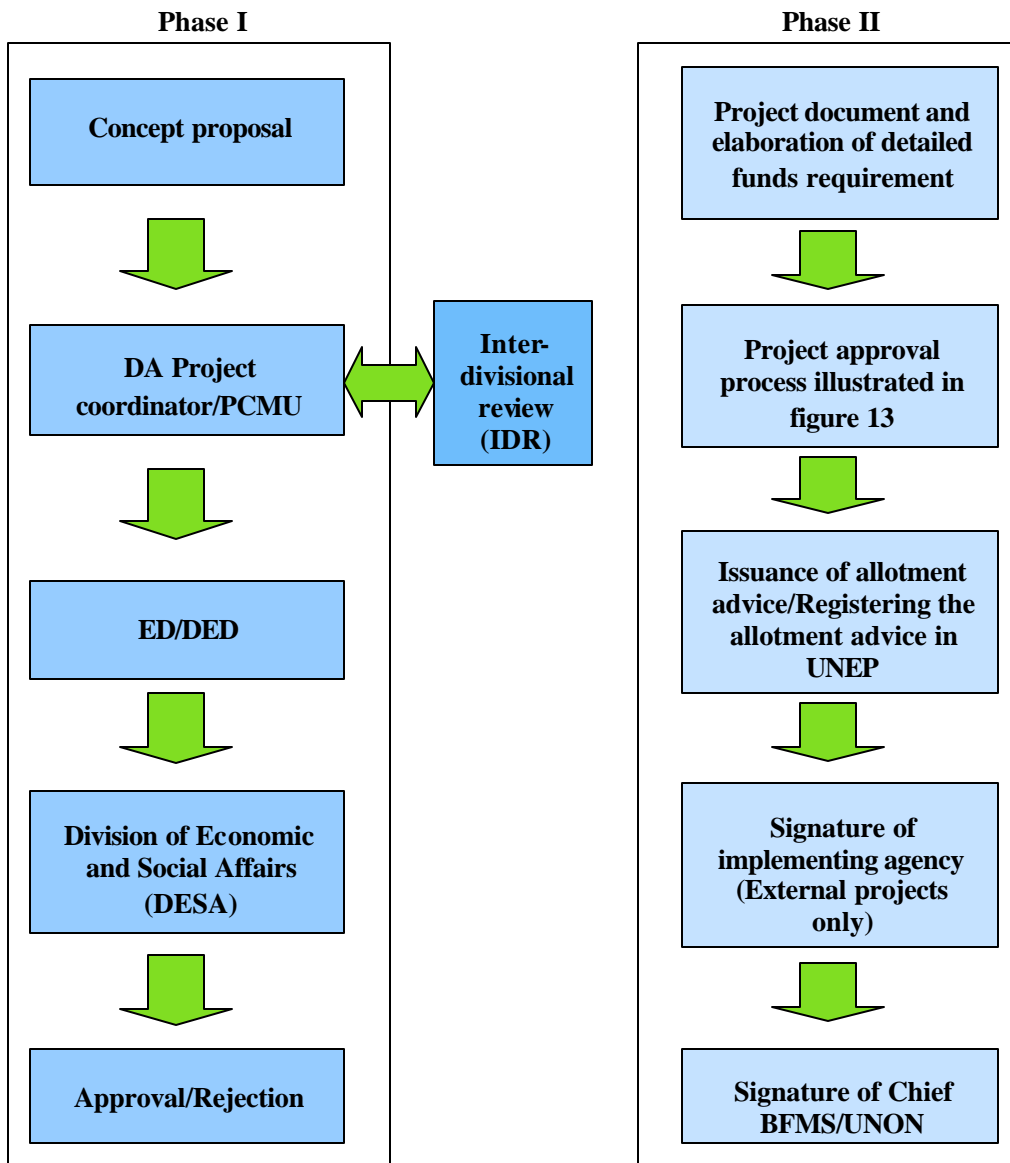 Phase I
Concept proposal
DA Project
coordinator/PCMU
Inter-
divisional
review
(IDR)
ED/DED
Division of Economic
and Social Affairs
(DESA)
Approval/Rejection
Phase II
Project document and
elaboration of detailed
funds requirement
Project approval
process illustrated in
figure 13
Issuance of allotment
advice/Registering the
allotment advice in
UNEP
Signature of
implementing agency
(External projects
only)
Signature of Chief
BFMS/UNON